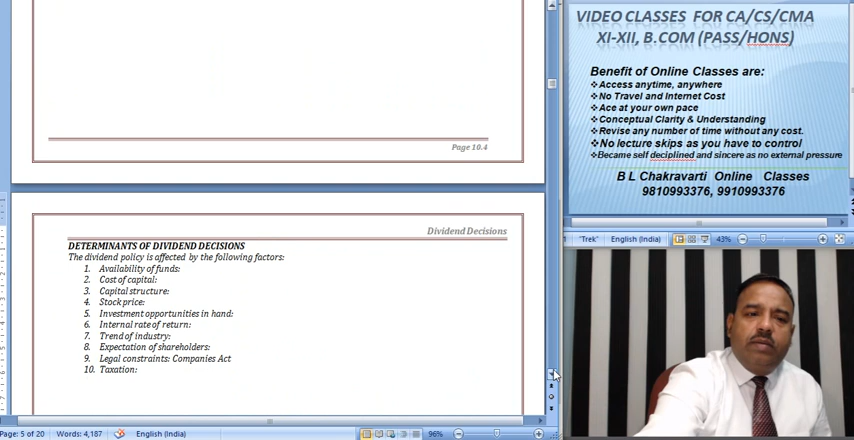 Page 10.4
Dividend Decisions
DETERMINANTS OF DIVIDEND DECISIONS
The dividend policy is affected by the following factors:
1. Availability of funds:
2. Cost of capital:
3. Capital structure:
4. Stock price:
5. Investment opportunities in hand:
6. Internal rate of return:
7. Trend of industry:
8. Expectation of shareholders:
9. Legal constraints: Companies Act
10. Taxation:
Page: 5 of 20 Words: 4,187 English (India) 96%
VIDEO CLASSES FOR CA/CS/CMA
XI-XII, B.COM (PASS/HONS)
Benefit of Online Classes are:
❖Access anytime, anywhere
❖No Travel and Internet Cost
❖Ace at your own pace
❖Conceptual Clarity & Understanding
❖Revise any number of time without any cost.
❖No lecture skips as you have to control
❖Became self deciplined and sincere as no external pressure
B L Chakravarti Online Classes
9810993376, 9910993376
"Trek" English (India) 43%